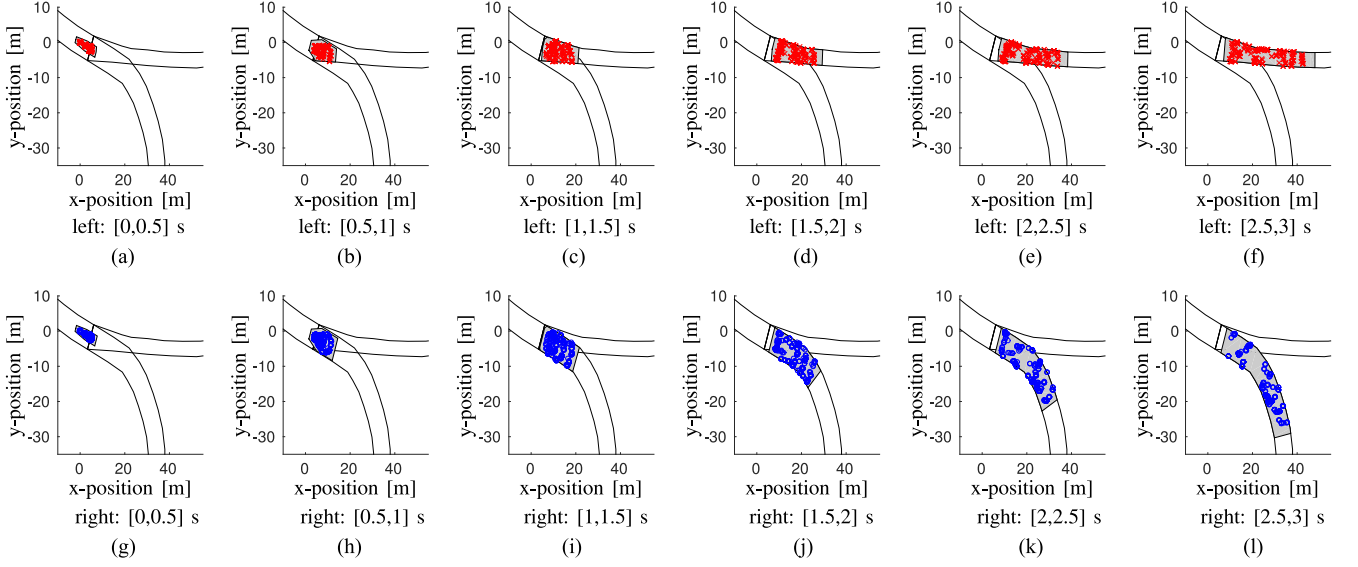 10
0
-10
-20
-30
y-position [m]
0 20 40
x-position [m]
left: [0,0.5] s
(a)
10
0
-10
-20
-30
y-position [m]
0 20 40
x-position [m]
left: [0.5,1] s
(b)
10
0
-10
-20
-30
y-position [m]
0 20 40
x-position [m]
left: [1,1.5] s
(c)
10
0
-10
-20
-30
y-position [m]
0 20 40
x-position [m]
left: [1.5,2] s
(d)
10
0
-10
-20
-30
y-position [m]
0 20 40
x-position [m]
left: [2,2.5] s
(e)
10
0
-10
-20
-30
y-position [m]
0 20 40
x-position [m]
left: [2.5,3] s
(f)
10
0
-10
-20
-30
y-position [m]
0 20 40
x-position [m]
right: [0,0.5] s
(g)
10
0
-10
-20
-30
y-position [m]
0 20 40
x-position [m]
right: [0.5,1] s
(h)
10
0
-10
-20
-30
y-position [m]
0 20 40
x-position [m]
right: [1,1.5] s
(i)
10
0
-10
-20
-30
y-position [m]
0 20 40
x-position [m]
right: [1.5,2] s
(j)
10
0
-10
-20
-30
y-position [m]
0 20 40
x-position [m]
right: [2,2.5] s
(k)
10
0
-10
-20
-30
y-position [m]
0 20 40
x-position [m]
right: [2.5,3] s
(l)